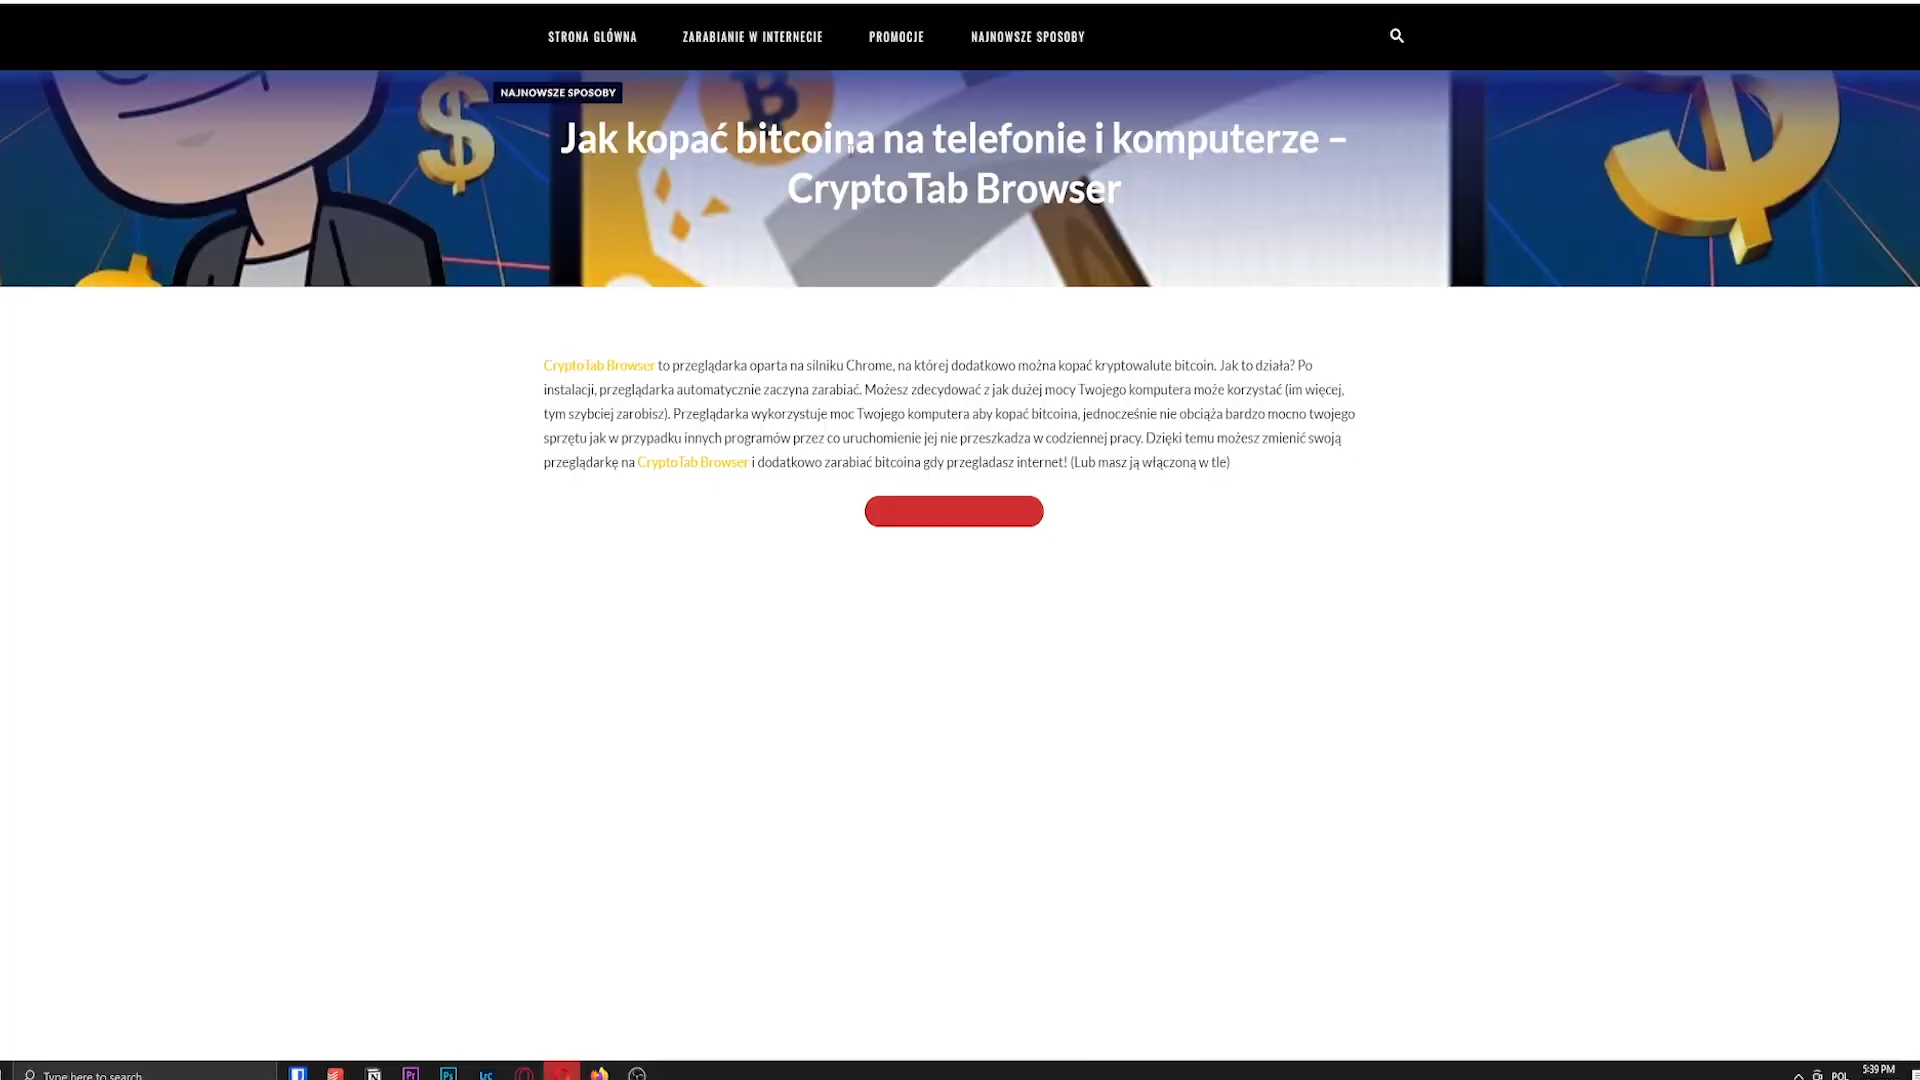 STRONA GLÓWNA ZARABIANIE W INTERNECIE PROMOCJE NAJNOWSZE SPOSOBY
NAJNOWSZE SPOSOBY
Jak kopać bitcoina na telefonie i komputerze –
CryptoTab Browser
CryptoTab Browser to przeglądarka oparta na silniku Chrome, na której dodatkowo można kopać kryptowalute bitcoin. Jak to działa? Po
instalacji, przeglądarka automatycznie zaczyna zarabiać. Możesz zdecydować z jak dużej mocy Twojego komputera może korzystać (im więcej,
tym szybciej zarobisz). Przeglądarka wykorzystuje moc Twojego komputera aby kopać bitcoina, jednocześnie nie obciąża bardzo mocno twojego
sprzętu jak w przypadku innych programów przez co uruchomienie jej nie przeszkadza w codziennej pracy. Dzięki temu możesz zmienić swoją
przeglądarkę na CryptoTab Browser i dodatkowo zarabiać bitcoina gdy przegladasz internet! (Lub masz ją włączoną w tle)
Type here to search Pr Ps Lrc POL 5:39 PM